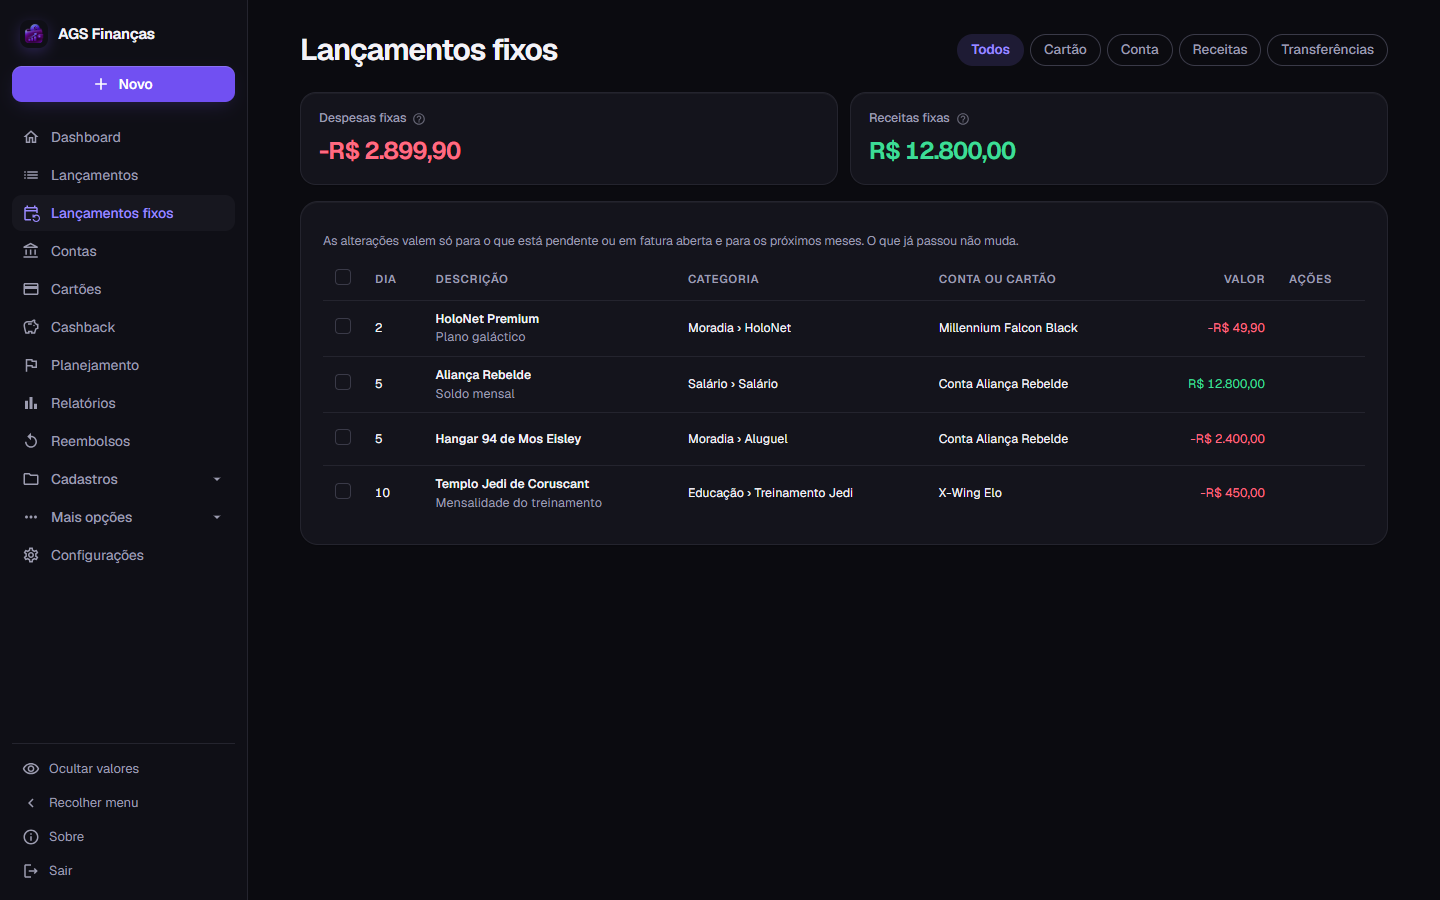 AGS Finanças
Novo
Dashboard
Lançamentos
Lançamentos fixos
Contas
Cartões
Cashback
Planejamento
Relatórios
Reembolsos
Cadastros
Mais opções
Configurações
Ocultar valores
Recolher menu
Sobre
Sair
Lançamentos fixos
Todos Cartão Conta Receitas Transferências
Despesas fixas
-R$ 2.899,90
Receitas fixas
R$ 12.800,00
As alterações valem só para o que está pendente ou em fatura aberta e para os próximos meses. O que já passou não muda.
DIA DESCRIÇÃO CATEGORIA CONTA OU CARTÃO VALOR AÇÕES
2 HoloNet Premium Moradia › HoloNet Millennium Falcon Black -R$ 49,90
Plano galáctico
5 Aliança Rebelde Salário › Salário Conta Aliança Rebelde R$ 12.800,00
Soldo mensal
5 Hangar 94 de Mos Eisley Moradia › Aluguel Conta Aliança Rebelde -R$ 2.400,00
10 Templo Jedi de Coruscant Educação › Treinamento Jedi X-Wing Elo -R$ 450,00
Mensalidade do treinamento